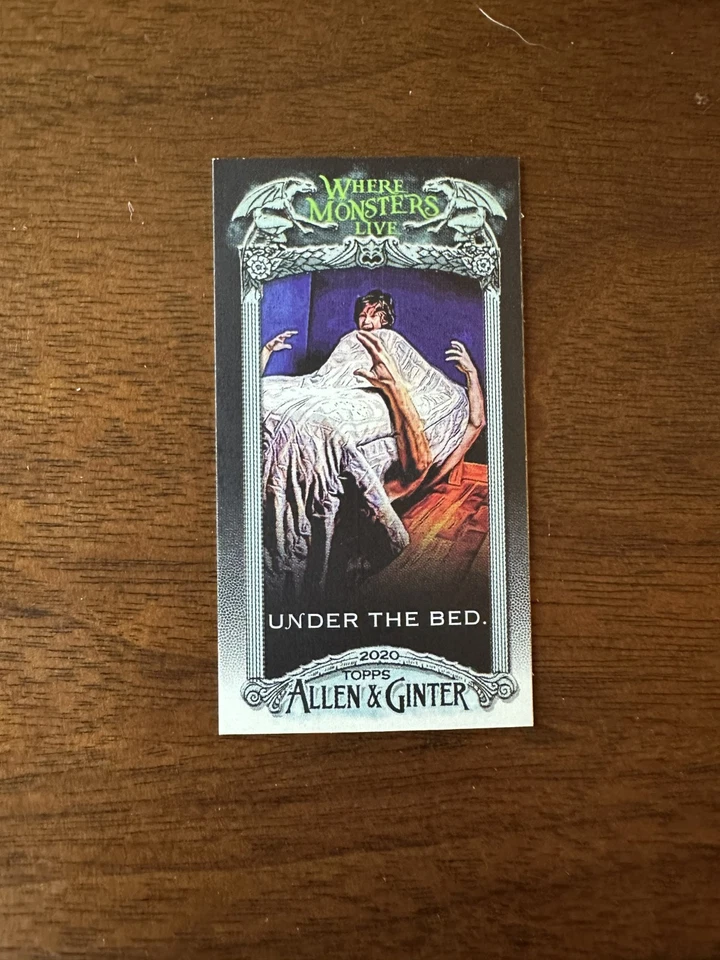 WHERE
MONSTERS
LIVE
UNDER THE BED.
2020
TOPPS
ALLEN & GINTER